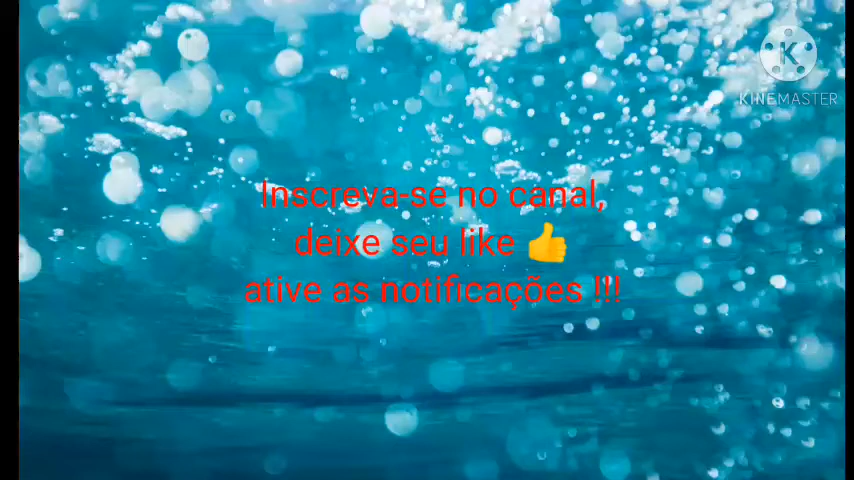 K
KINEMASTER
Inscreva-se no canal,
deixe seu like 👍
ative as notificações !!!